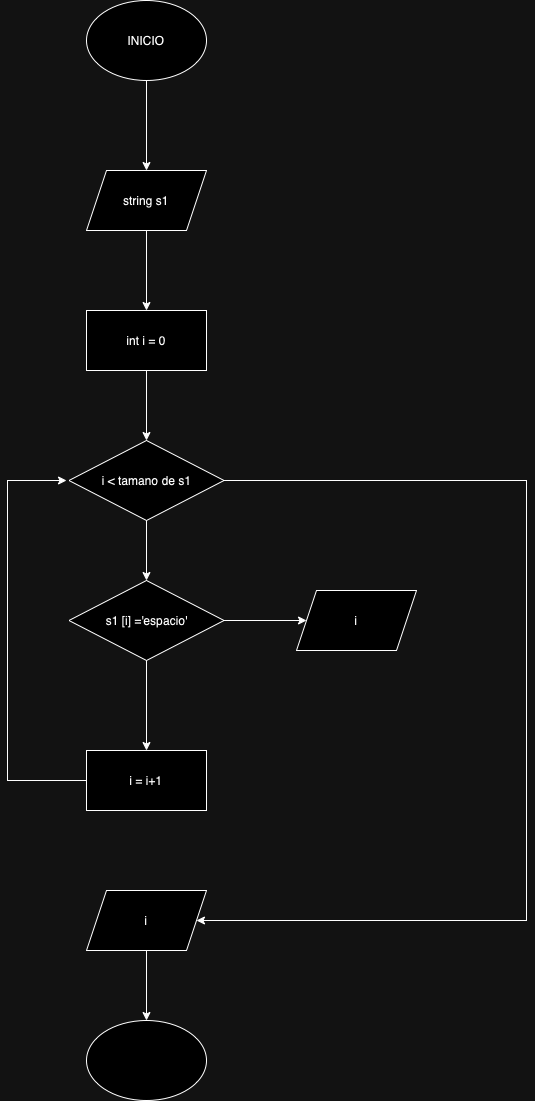 INICIO
string s1
int i = 0
i < tamano de s1
s1 [i] ='espacio'
i
i = i+1
i